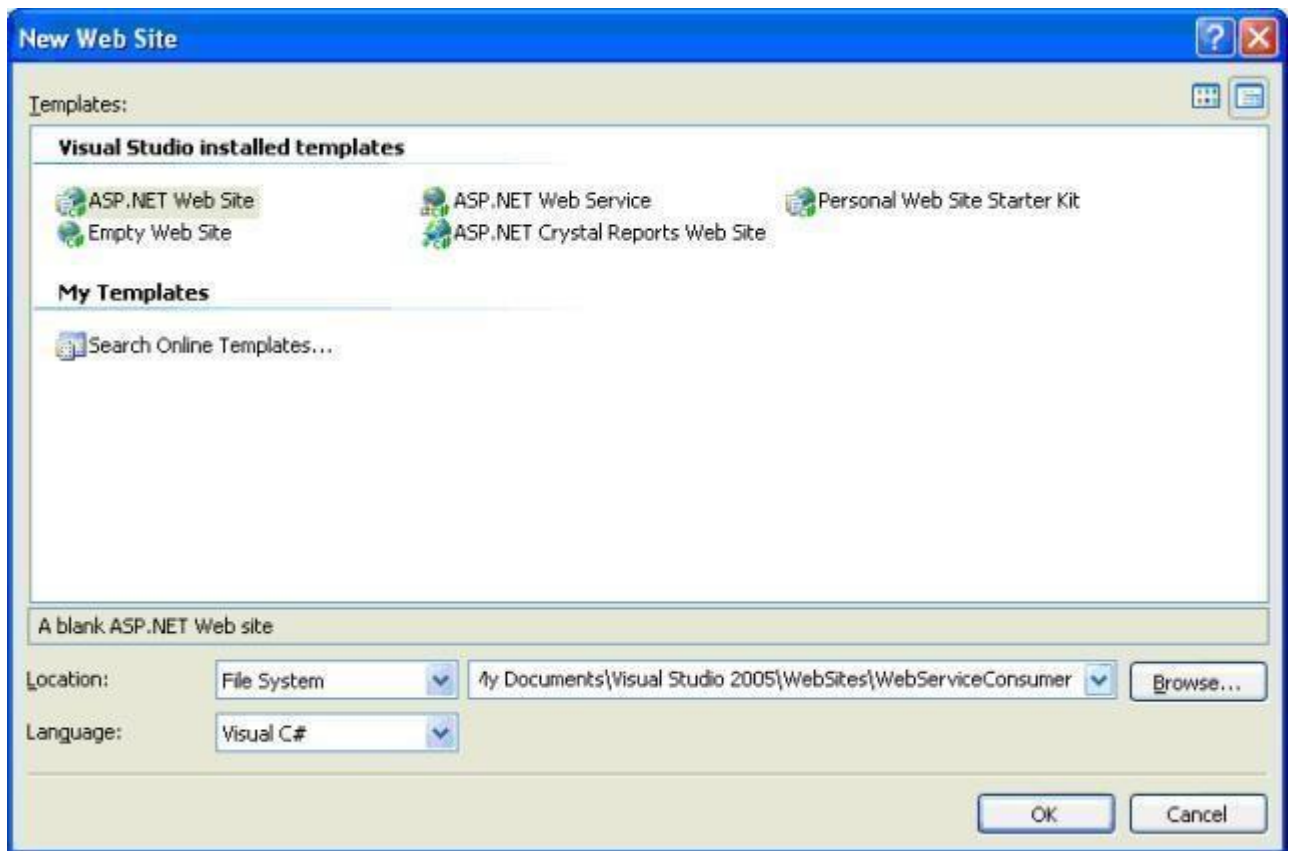 New Web Site
Templates:
Visual Studio installed templates
ASP.NET Web Site
ASP.NET Web Service
Personal Web Site Starter Kit
Empty Web Site
ASP.NET Crystal Reports Web Site
My Templates
Search Online Templates...
A blank ASP.NET Web site
Location:
File System
My Documents\Visual Studio 2005\WebSites\WebServiceConsumer
Browse...
Language:
Visual C#
OK
Cancel